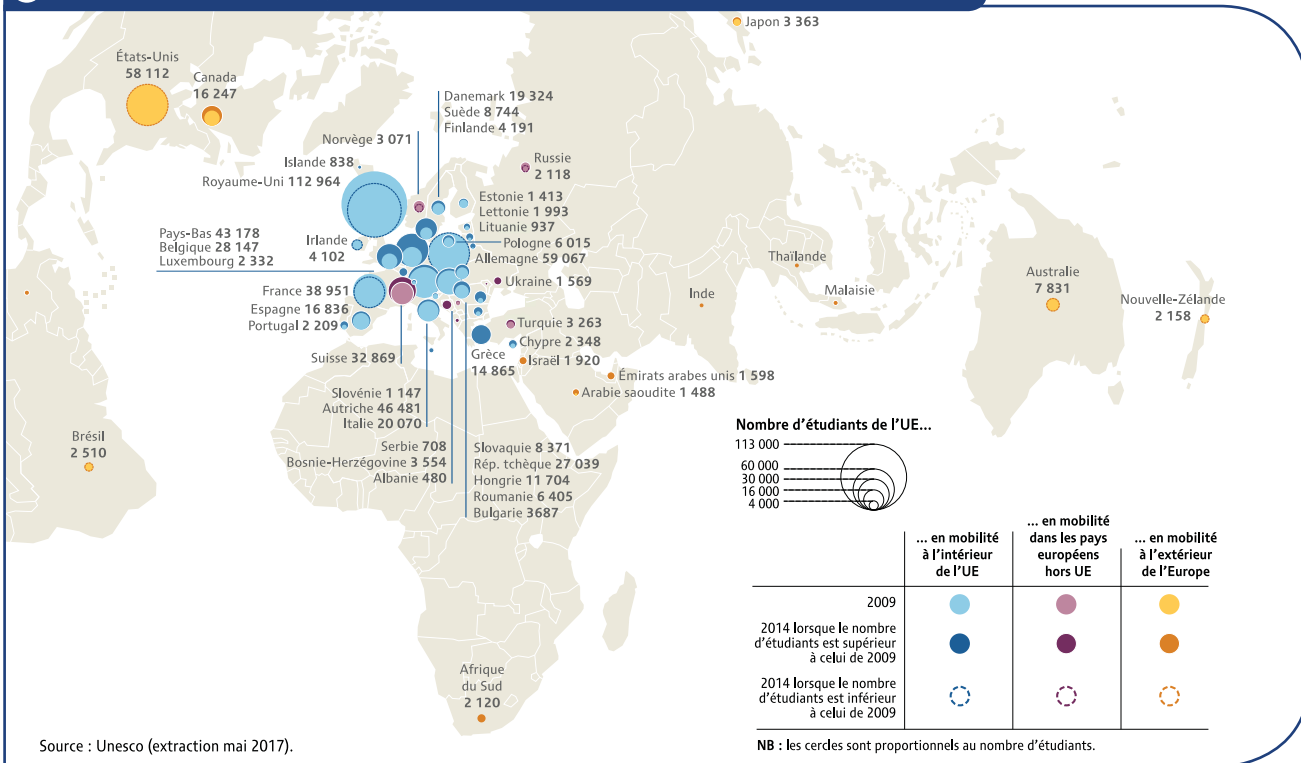 Japon 3 363
États-Unis
58 112
Canada
16 247
Danemark 19 324
Suède 8 744
Finlande 4 191
Norvège 3 071
Islande 838
Royaume-Uni 112 964
Russie
2 118
Estonie 1 413
Lettonie 1 993
Lituanie 937
Pologne 6 015
Allemagne 59 067
Pays-Bas 43 178
Belgique 28 147
Luxembourg 2 332
Irlande
4 102
Ukraine 1 569
France 38 951
Espagne 16 836
Portugal 2 209
Turquie 3 263
Chypre 2 348
Israël 1 920
Grèce
14 865
Suisse 32 869
Émirats arabes unis 1 598
Arabie saoudite 1 488
Slovénie 1 147
Autriche 46 481
Italie 20 070
Serbie 708
Bosnie-Herzégovine 3 554
Albanie 480
Slovaquie 8 371
Rép. tchèque 27 039
Hongrie 11 704
Roumanie 6 405
Bulgarie 3687
Thaïlande
Inde
Malaisie
Australie
7 831
Nouvelle-Zélande
2 158
Brésil
2 510
Afrique
du Sud
2 120
Nombre d'étudiants de l'UE...
113 000
60 000
30 000
16 000
4 000
... en mobilité
à l'intérieur
de l'UE
... en mobilité
dans les pays
européens
hors UE
... en mobilité
à l'extérieur
de l'Europe
2009
2014 lorsque le nombre
d'étudiants est supérieur
à celui de 2009
2014 lorsque le nombre
d'étudiants est inférieur
à celui de 2009
Source : Unesco (extraction mai 2017).
NB : les cercles sont proportionnels au nombre d'étudiants.